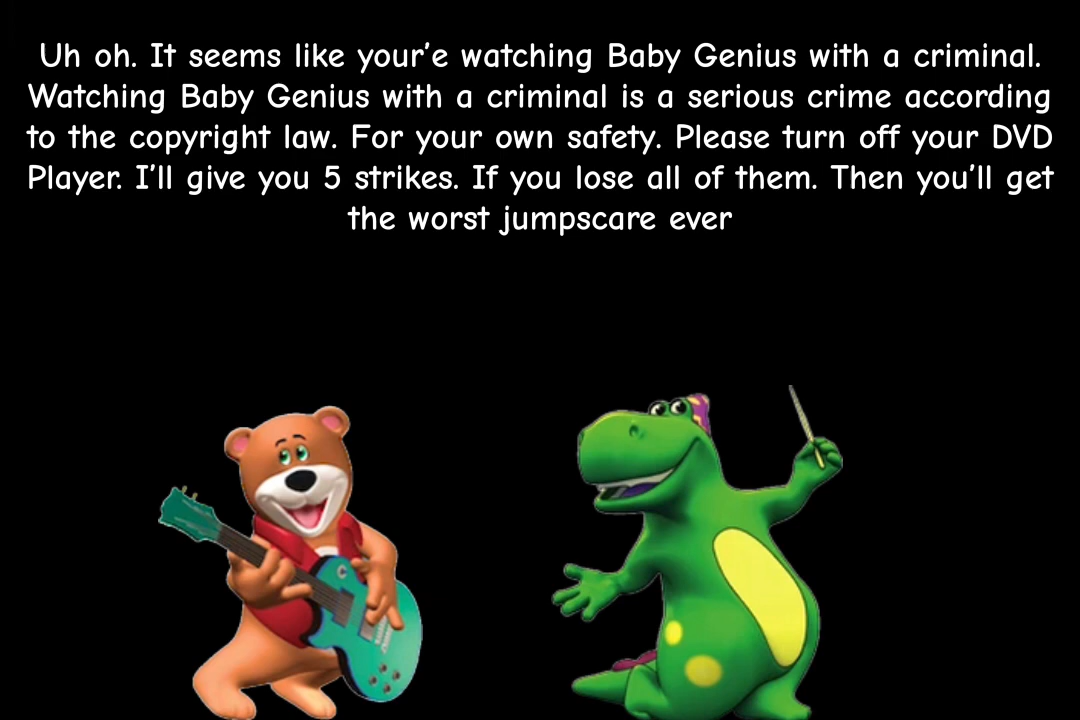 Uh oh. It seems like your'e watching Baby Genius with a criminal.
Watching Baby Genius with a criminal is a serious crime according
to the copyright law. For your own safety. Please turn off your DVD
Player. I'll give you 5 strikes. If you lose all of them. Then you'll get
the worst jumpscare ever